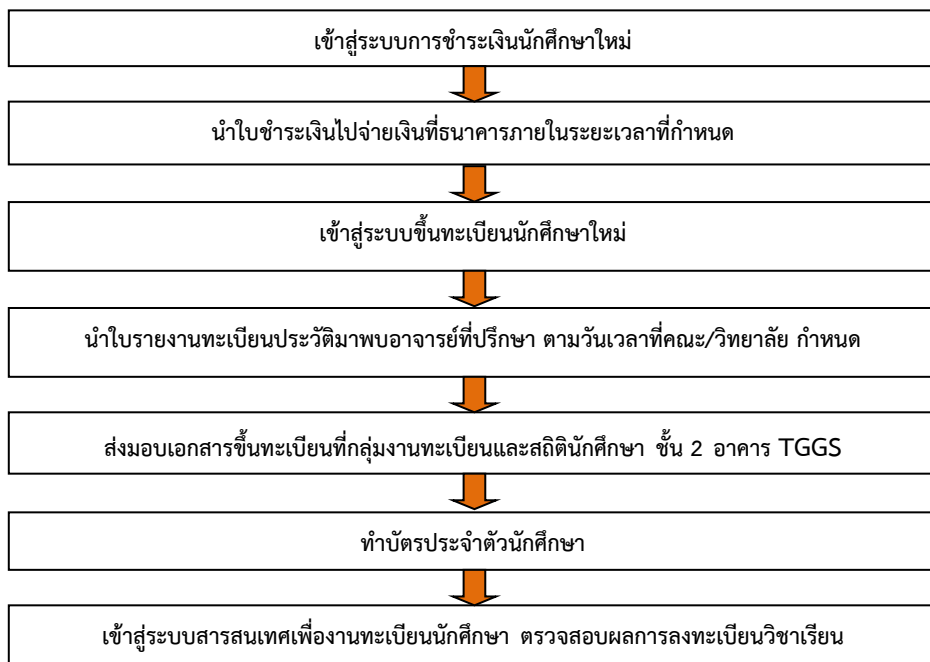 เข้าสู่ระบบการชำระเงินนักศึกษาใหม่
นำใบชำระเงินไปจ่ายเงินที่ธนาคารภายในระยะเวลาที่กำหนด
เข้าสู่ระบบขึ้นทะเบียนนักศึกษาใหม่
นำใบรายงานทะเบียนประวัติมาพบอาจารย์ที่ปรึกษา ตามวันเวลาที่คณะ/วิทยาลัย กำหนด
ส่งมอบเอกสารขึ้นทะเบียนที่กลุ่มงานทะเบียนและสถิตินักศึกษา ชั้น 2 อาคาร TGGS
ทำบัตรประจำตัวนักศึกษา
เข้าสู่ระบบสารสนเทศเพื่องานทะเบียนนักศึกษา ตรวจสอบผลการลงทะเบียนวิชาเรียน